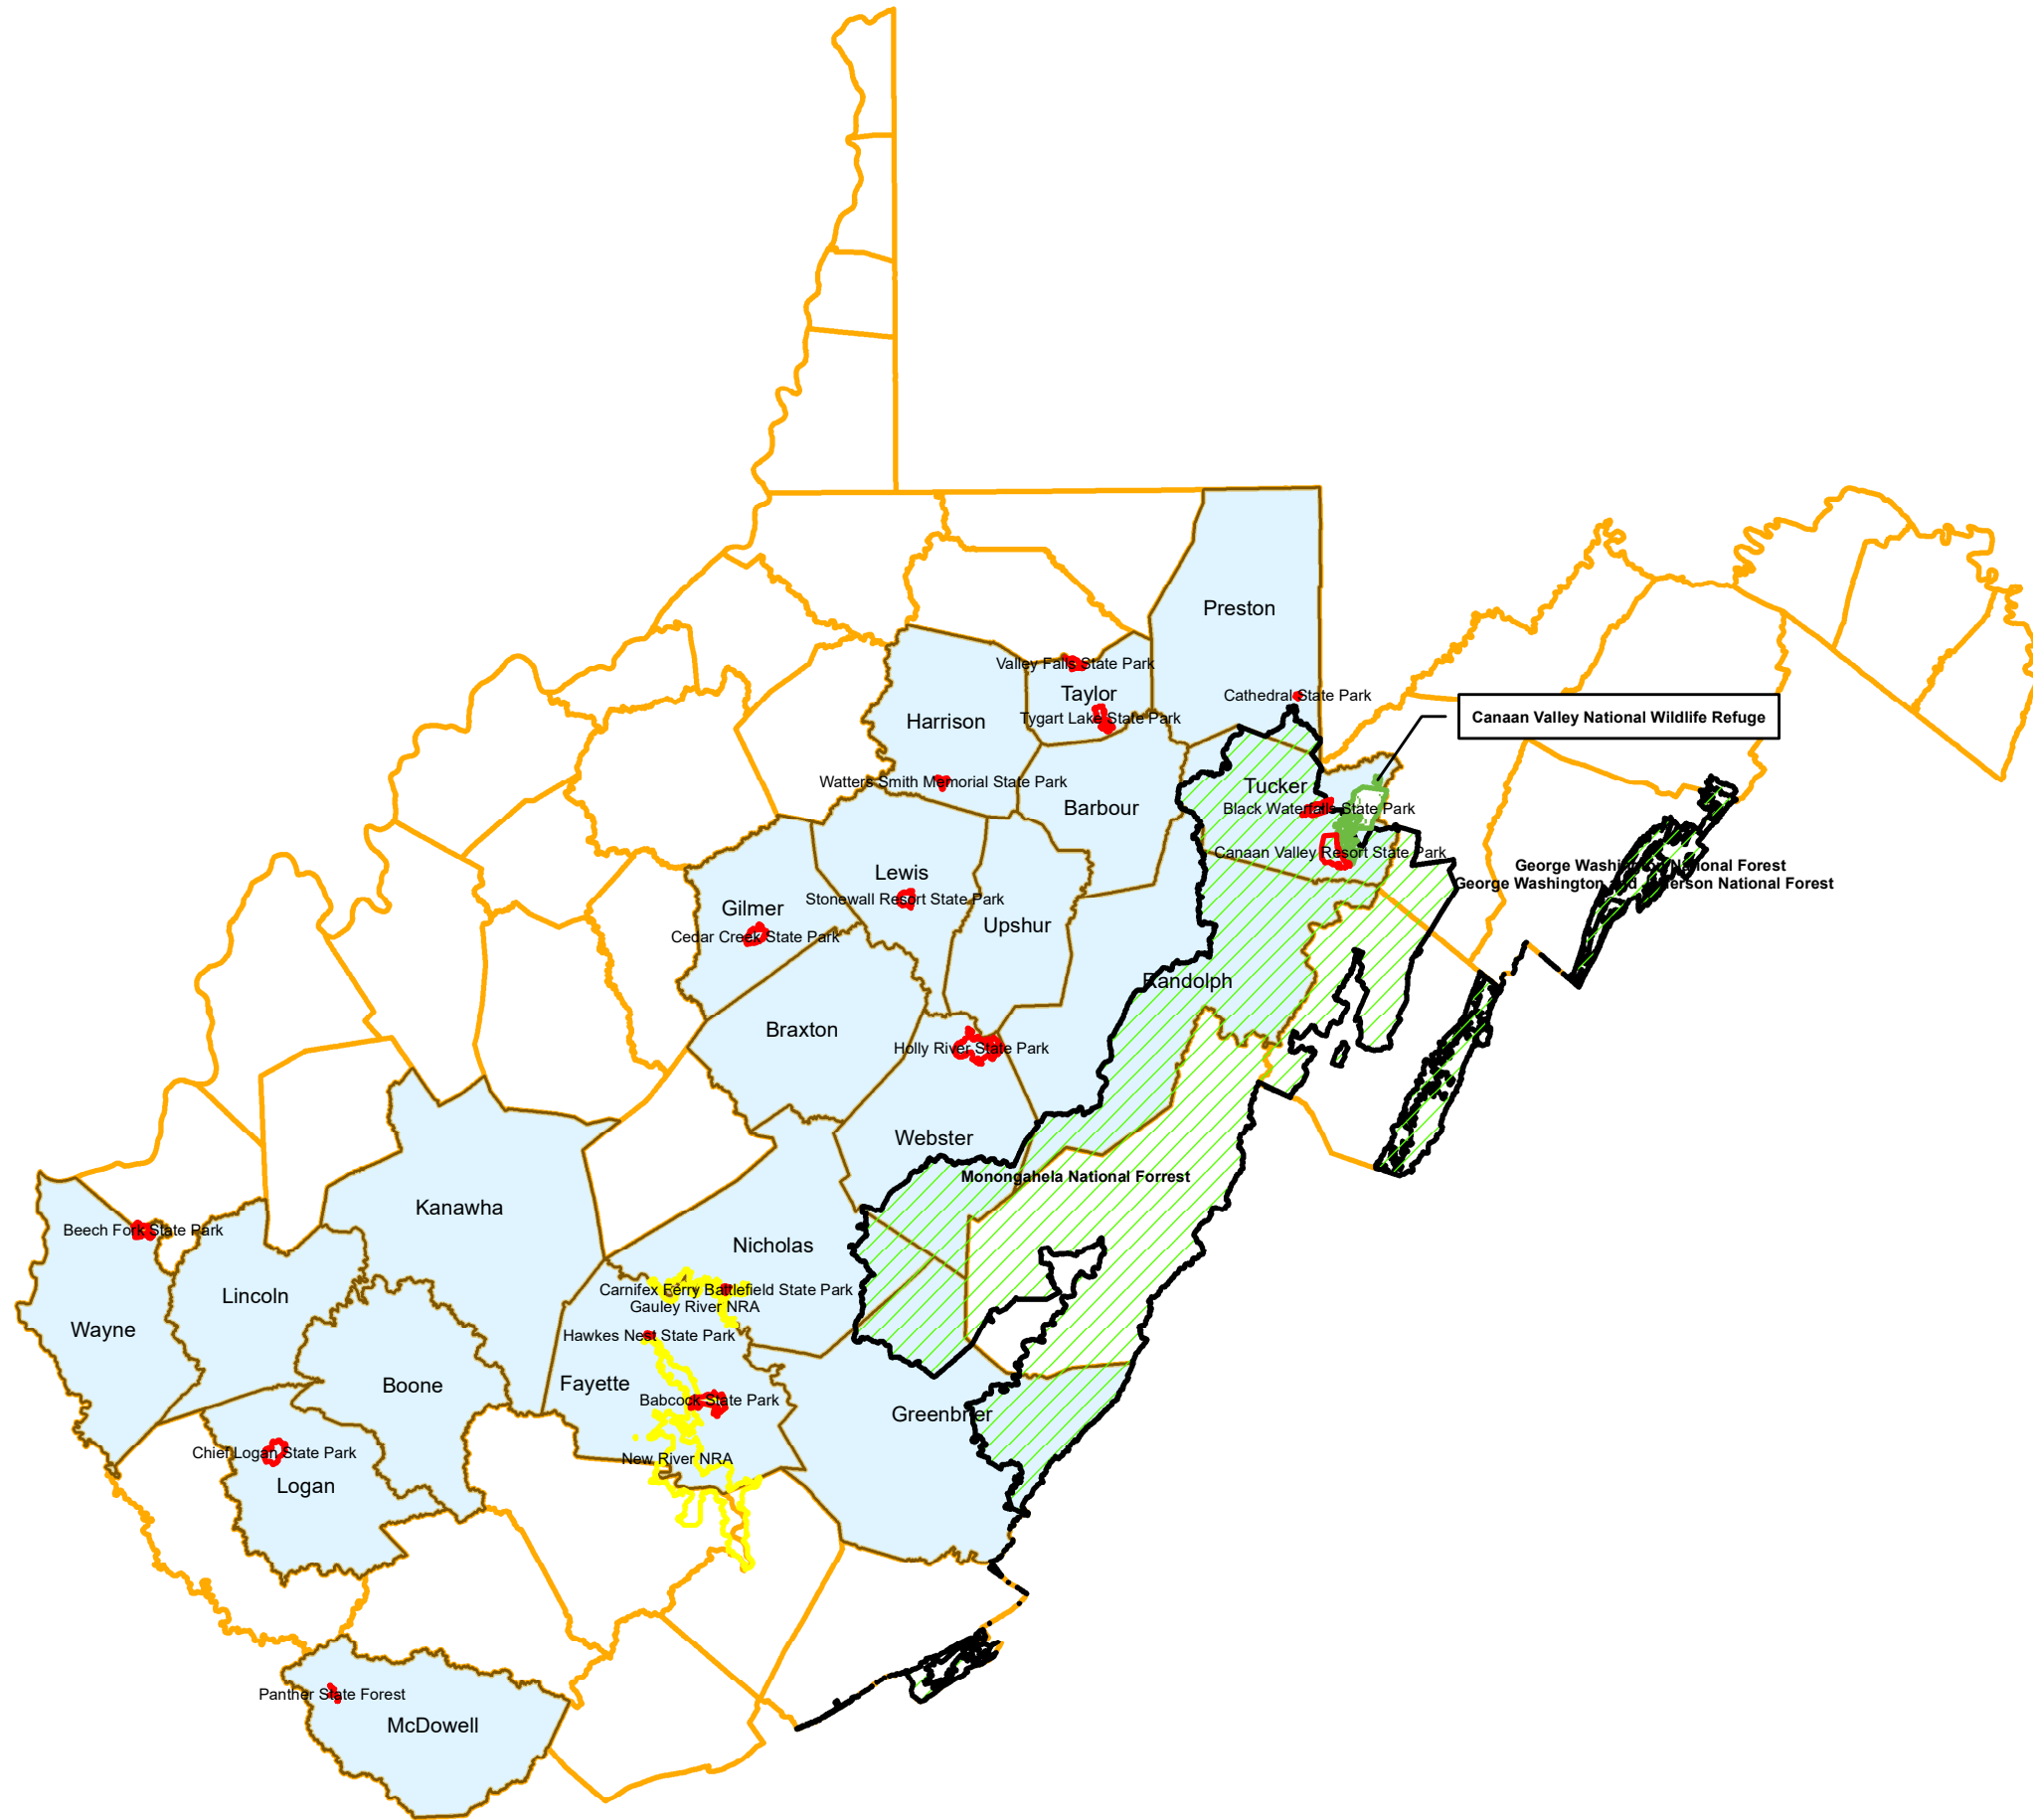 Preston
Valley Falls State Park
Taylor
Cathedral State Park
Harrison
Tygart Lake State Park
Canaan Valley National Wildlife Refuge
Watters Smith Memorial State Park
Tucker
Barbour
Black Waterfalls State Park
Canaan Valley Resort State Park
George Washington National Forest
George Washington and Jefferson National Forest
Lewis
Stonewall Resort State Park
Gilmer
Upshur
Cedar Creek State Park
Randolph
Braxton
Holly River State Park
Webster
Monongahela National Forrest
Kanawha
Beech Fork State Park
Nicholas
Lincoln
Carnifex Ferry Battlefield State Park
Gauley River NRA
Wayne
Hawkes Nest State Park
Fayette
Boone
Babcock State Park
Greenbrier
Chief Logan State Park
New River NRA
Logan
Panther State Forest
McDowell